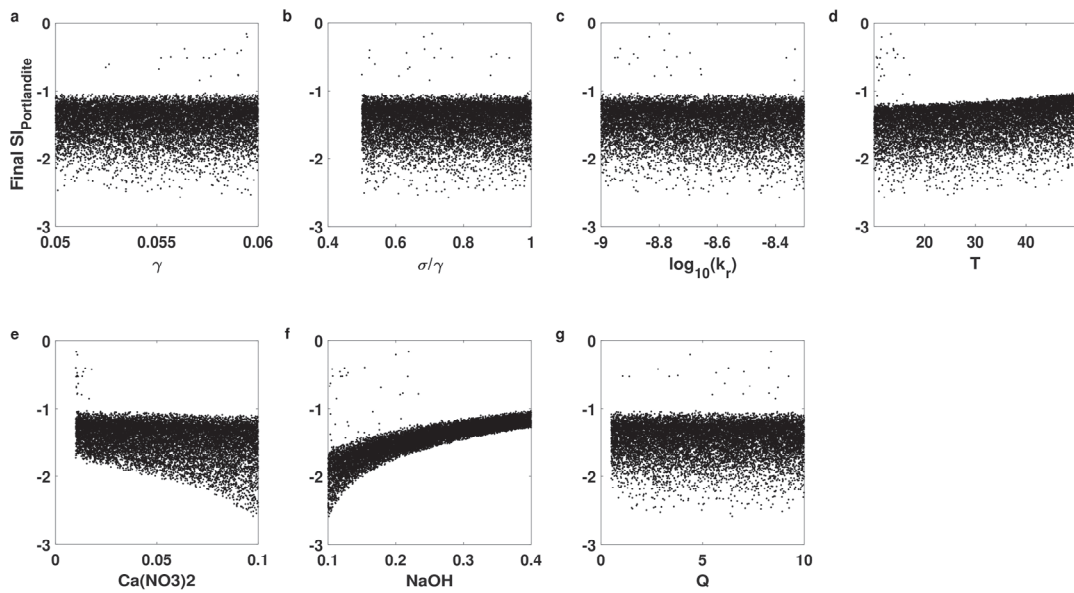 a
b
c
d
0
0
0
0
-1
-1
-1
-1
-2
-2
-2
-2
-3
-3
-3
-3
Final SI_Portlandite
0.05 0.055 0.06
0.4 0.6 0.8 1
-9 -8.8 -8.6 -8.4
20 40
γ
σ/γ
log10(kr)
T
e
f
g
0
0
0
-1
-1
-1
-2
-2
-2
-3
-3
-3
0 0.05 0.1
0.1 0.2 0.3 0.4
0 5 10
Ca(NO3)2
NaOH
Q